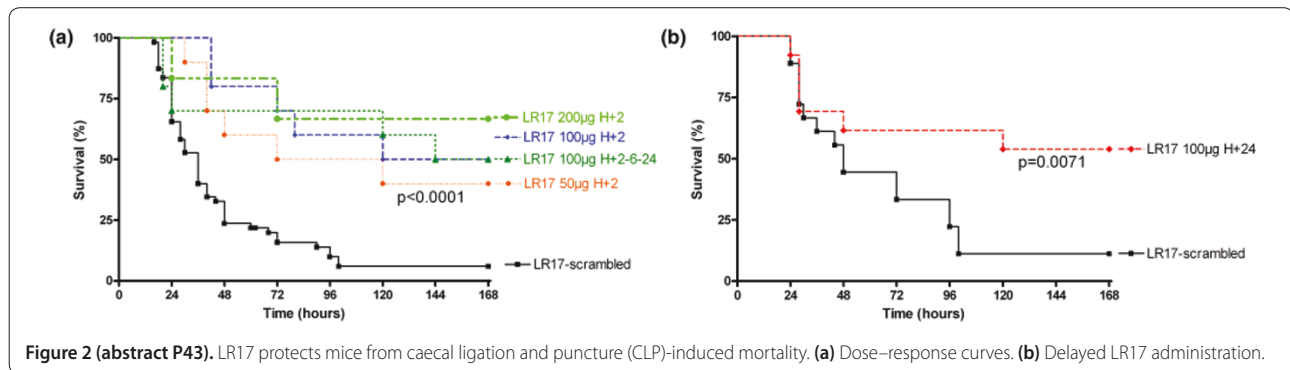 (a)
100
75
50
25
0
Survival (%)
0 24 48 72 96 120 144 168
Time (hours)
LR17 200µg H+2
LR17 100µg H+2
LR17 100µg H+2-6-24
LR17 50µg H+2
p<0.0001
LR17-scrambled
(b)
100
75
50
25
0
Survival (%)
0 24 48 72 96 120 144 168
Time (hours)
LR17 100µg H+24
p=0.0071
LR17-scrambled
Figure 2 (abstract P43). LR17 protects mice from caecal ligation and puncture (CLP)-induced mortality. (a) Dose–response curves. (b) Delayed LR17 administration.